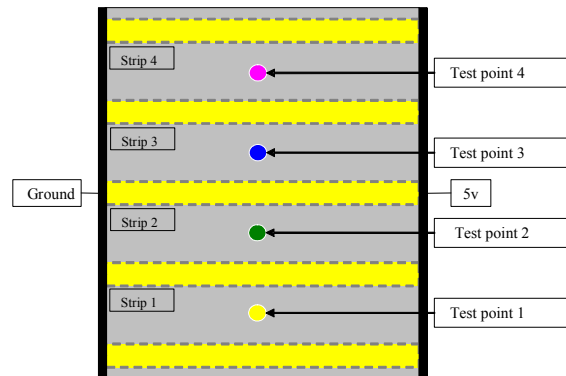 Strip 4
Test point 4
Strip 3
Test point 3
Ground
5v
Strip 2
Test point 2
Strip 1
Test point 1